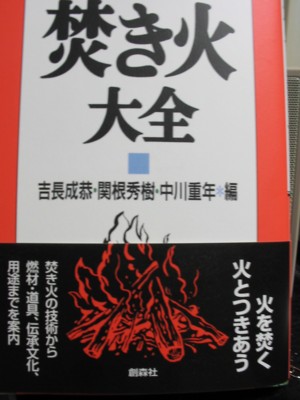 焚き火
大全
吉長成恭・関根秀樹・中川重年＊編
火を焚く
火とつきあう
焚き火の技術から
燃材・道具、伝承文化、
用途までを案内
創森社